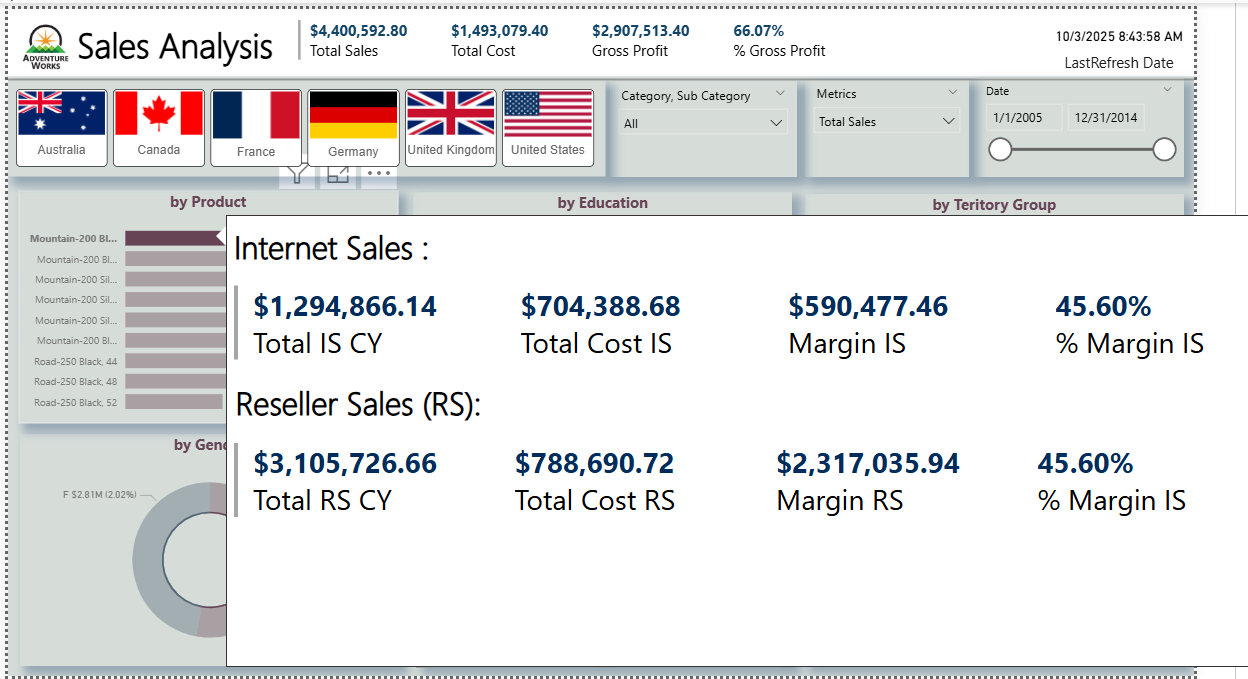 ADVENTURE
WORKS
Sales Analysis
$4,400,592.80
Total Sales
$1,493,079.40
Total Cost
$2,907,513.40
Gross Profit
66.07%
% Gross Profit
10/3/2025 8:43:58 AM
LastRefresh Date
Australia
Canada
France
Germany
United Kingdom
United States
Category, Sub Category
All
Metrics
Total Sales
Date
1/1/2005
12/31/2014
by Product
by Education
by Teritory Group
Mountain-200 Bl...
Mountain-200 Bl...
Mountain-200 Sil...
Mountain-200 Sil...
Mountain-200 Sil...
Mountain-200 Bl...
Road-250 Black, 44
Road-250 Black, 48
Road-250 Black, 52
by Gen
F $2.81M (2.02%)
Internet Sales :
$1,294,866.14
Total IS CY
$704,388.68
Total Cost IS
$590,477.46
Margin IS
45.60%
% Margin IS
Reseller Sales (RS):
$3,105,726.66
Total RS CY
$788,690.72
Total Cost RS
$2,317,035.94
Margin RS
45.60%
% Margin IS